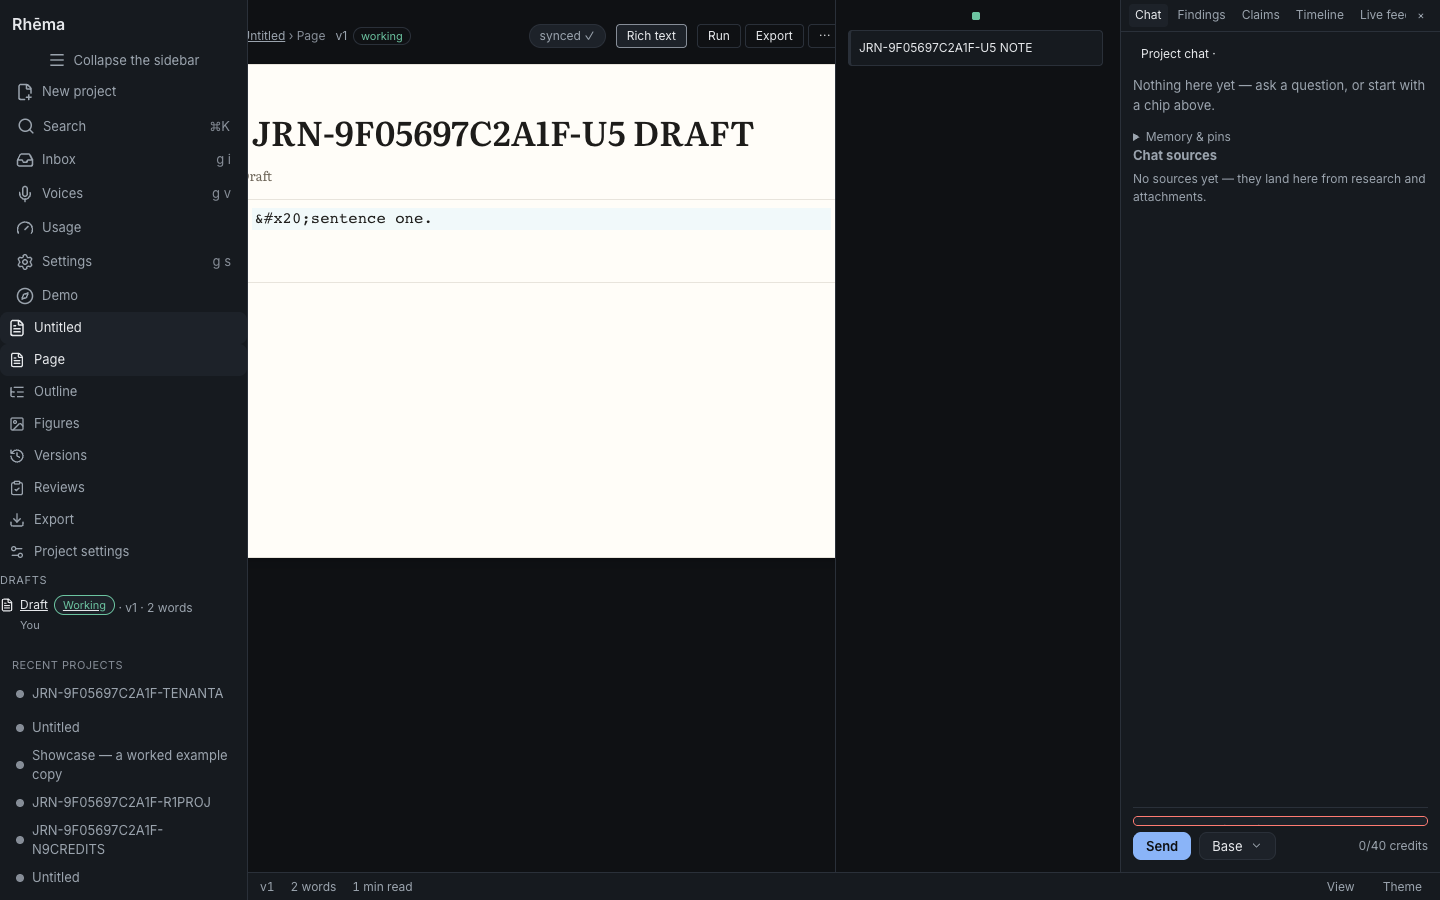 Rhēma
Collapse the sidebar
New project
Search ⌘K
Inbox g i
Voices g v
Usage
Settings g s
Demo
Untitled
Page
Outline
Figures
Versions
Reviews
Export
Project settings
DRAFTS
Draft Working · v1 · 2 words
You
RECENT PROJECTS
JRN-9F05697C2A1F-TENANTA
Untitled
Showcase — a worked example
copy
JRN-9F05697C2A1F-R1PROJ
JRN-9F05697C2A1F-
N9CREDITS
Untitled
Untitled › Page v1 working synced ✓ Rich text Run Export ···
JRN-9F05697C2A1F-U5 DRAFT
raft
&#x20;sentence one.
JRN-9F05697C2A1F-U5 NOTE
Chat Findings Claims Timeline Live fee ×
Project chat ·
Nothing here yet — ask a question, or start with
a chip above.
Memory & pins
Chat sources
No sources yet — they land here from research and
attachments.
Send Base 0/40 credits
v1 2 words 1 min read View Theme